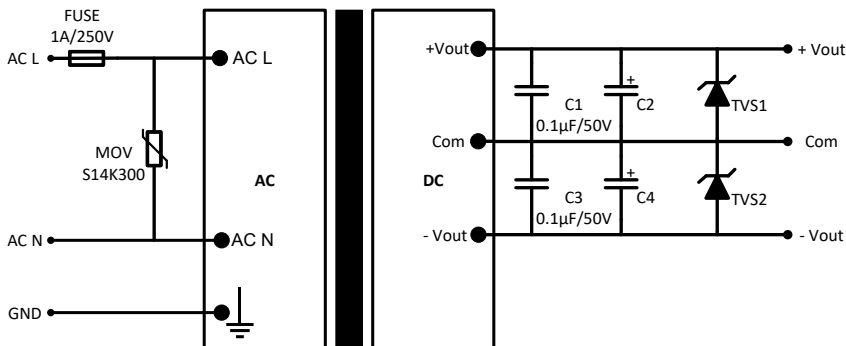 FUSE
1A/250V
AC L
AC L
MOV
S14K300
AC
AC N
AC N
GND
DC
+Vout
Com
- Vout
C1
0.1µF/50V
C2
C3
0.1µF/50V
C4
+
+
TVS1
TVS2
+ Vout
Com
- Vout